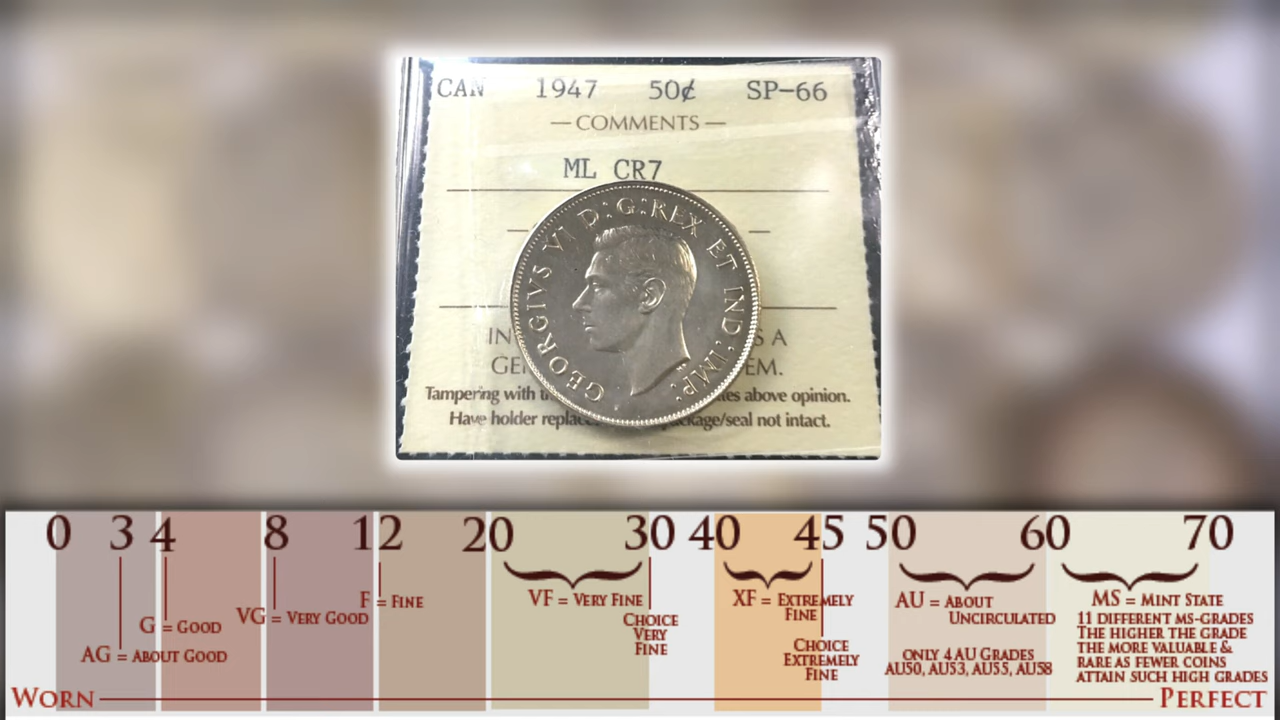 CAN 1947 50¢ SP-66
— COMMENTS —
ML CR7
GEORGIVS VI D:G:REX ET IND:IMP:
IN S A
GE EM.
Tampering with t es above opinion.
Have holder replac kage/seal not intact.
0 3 4 8 12 20 30 40 45 50 60 70
AG = ABOUT GOOD
G = GOOD
VG = VERY GOOD
F = FINE
VF = VERY FINE
CHOICE
VERY
FINE
XF = EXTREMELY
FINE
CHOICE
EXTREMELY
FINE
AU = ABOUT
UNCIRCULATED
ONLY 4 AU GRADES
AU50, AU53, AU55, AU58
MS = MINT STATE
11 DIFFERENT MS-GRADES
THE HIGHER THE GRADE
THE MORE VALUABLE &
RARE AS FEWER COINS
ATTAIN SUCH HIGH GRADES
WORN PERFECT